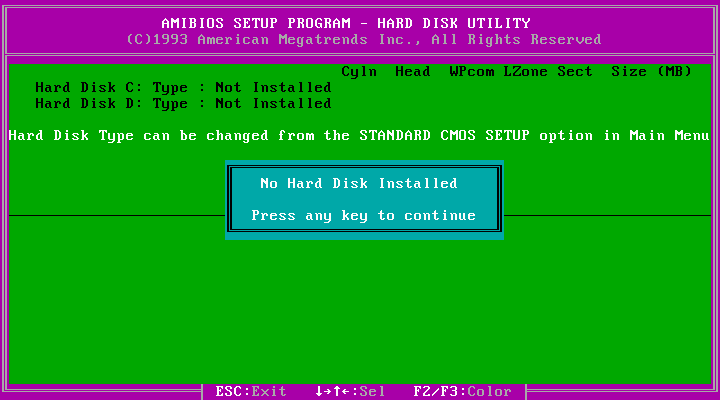 AMIBIOS SETUP PROGRAM - HARD DISK UTILITY
(C)1993 American Megatrends Inc., All Rights Reserved
Cyln Head WPcom LZone Sect Size (MB)
Hard Disk C: Type : Not Installed
Hard Disk D: Type : Not Installed
Hard Disk Type can be changed from the STANDARD CMOS SETUP option in Main Menu
No Hard Disk Installed
Press any key to continue
ESC:Exit ↓→↑←:Sel F2/F3:Color